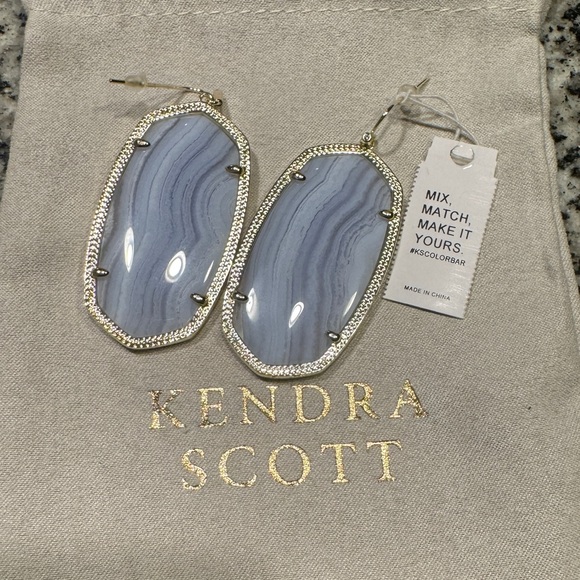 MIX,
MATCH,
MAKE IT
YOURS.
#KSCOLORBAR
MADE IN CHINA
KENDRA
SCOTT